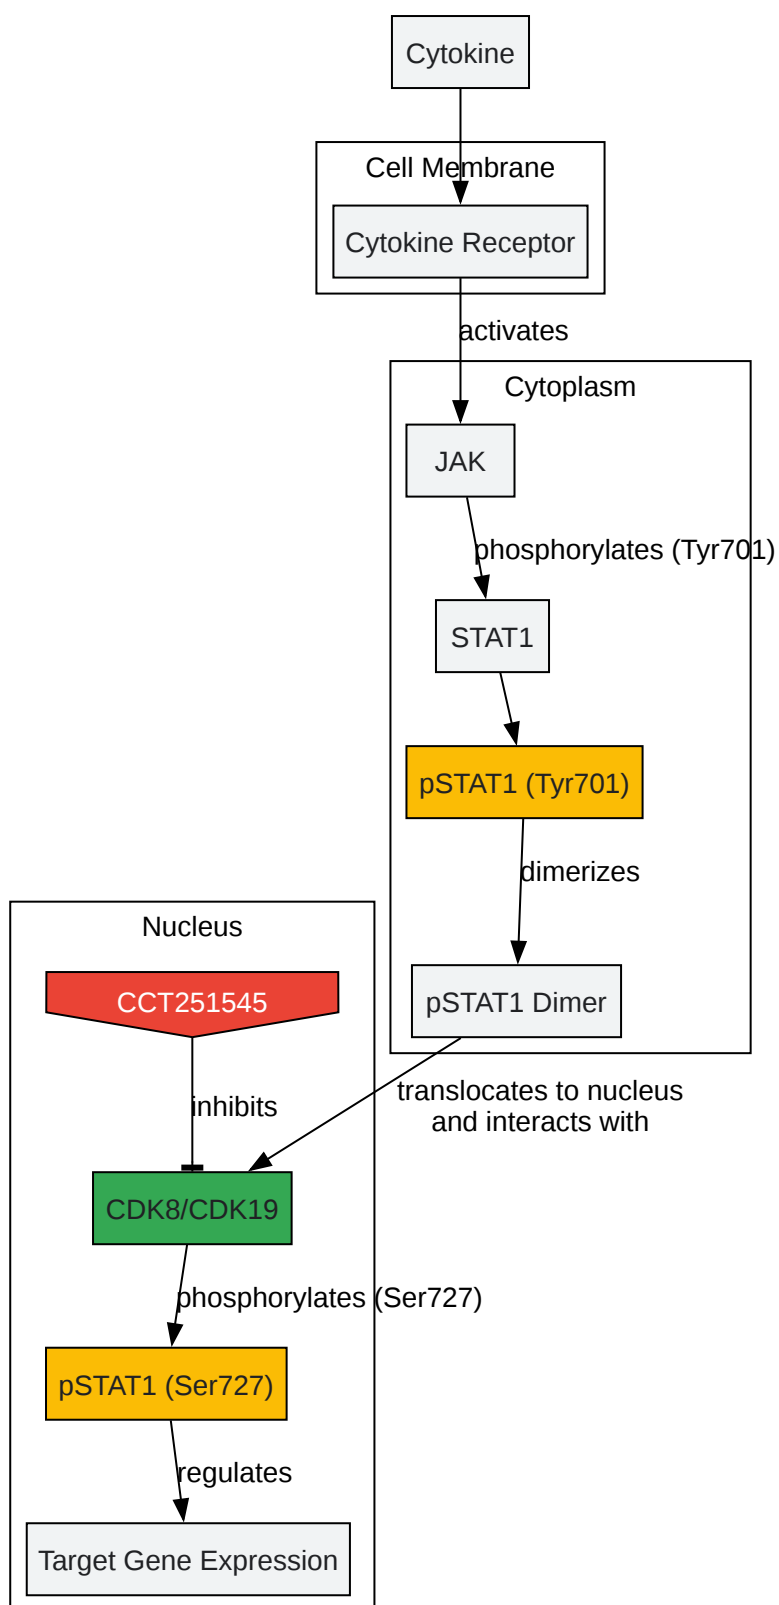 Cytokine
Cell Membrane
Cytokine Receptor
activates
Cytoplasm
JAK
phosphorylates (Tyr701)
STAT1
pSTAT1 (Tyr701)
dimerizes
Nucleus
CCT251545
pSTAT1 Dimer
inhibits
translocates to nucleus
and interacts with
CDK8/CDK19
phosphorylates (Ser727)
pSTAT1 (Ser727)
regulates
Target Gene Expression